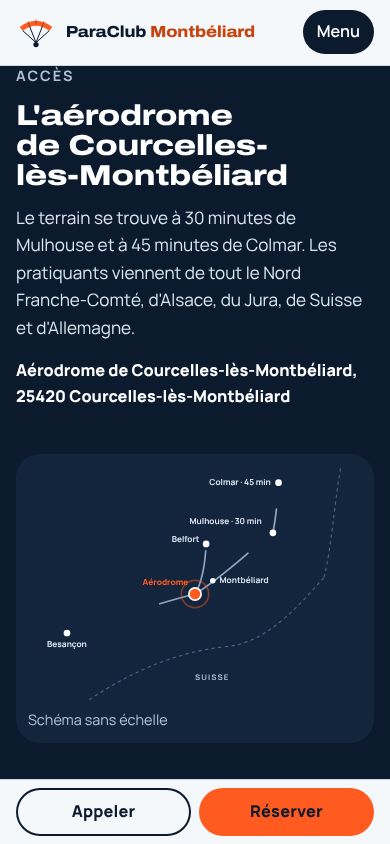 ParaClub Montbéliard
Menu
ACCÈS
L'aérodrome
de Courcelles-
lès-Montbéliard
Le terrain se trouve à 30 minutes de
Mulhouse et à 45 minutes de Colmar. Les
pratiquants viennent de tout le Nord
Franche-Comté, d'Alsace, du Jura, de Suisse
et d'Allemagne.
Aérodrome de Courcelles-lès-Montbéliard,
25420 Courcelles-lès-Montbéliard
Colmar · 45 min
Mulhouse · 30 min
Belfort
Aérodrome
Montbéliard
Besançon
SUISSE
Schéma sans échelle
Appeler
Réserver